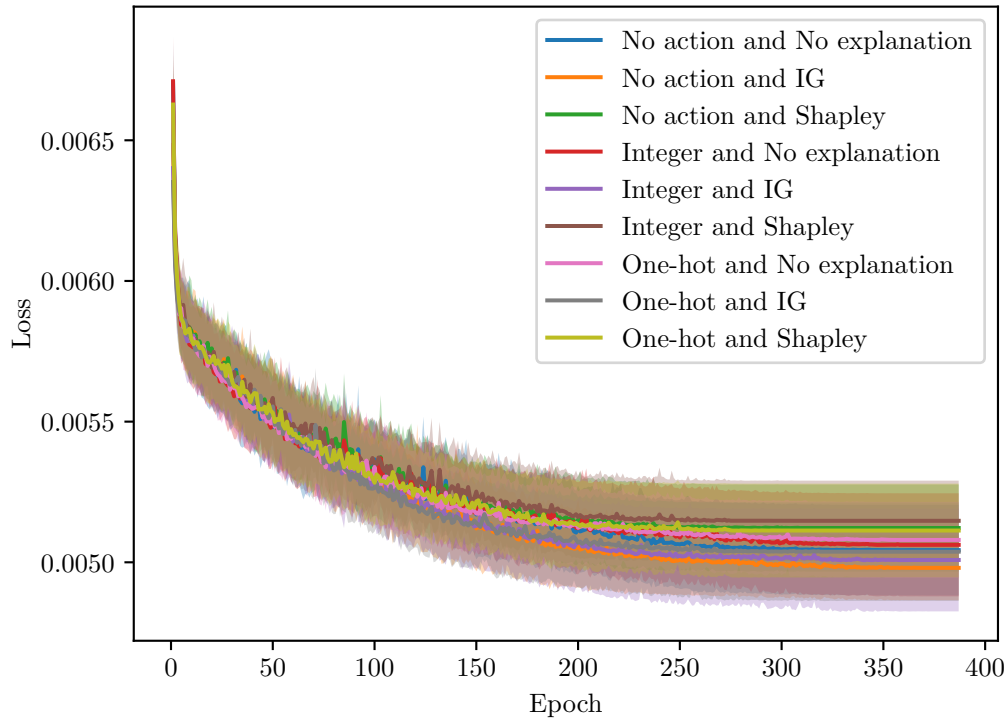 No action and No explanation
No action and IG
No action and Shapley
Integer and No explanation
Integer and IG
Integer and Shapley
One-hot and No explanation
One-hot and IG
One-hot and Shapley
0.0065
0.0060
0.0055
0.0050
Loss
0 50 100 150 200 250 300 350 400
Epoch